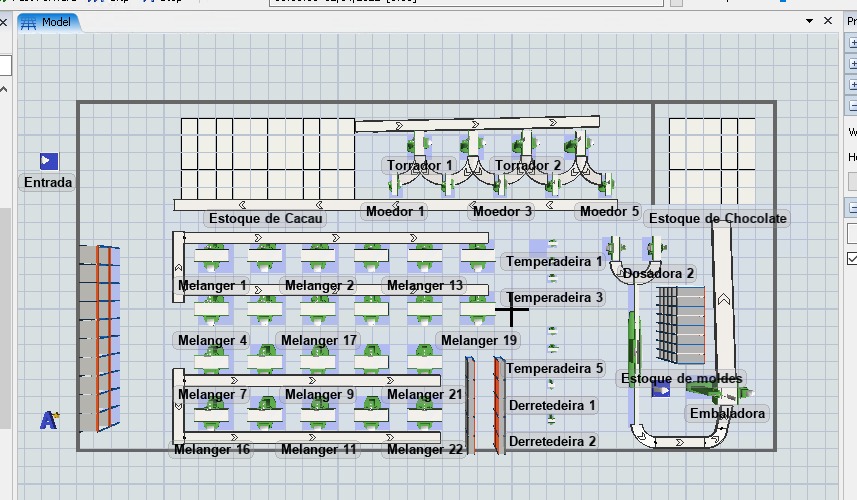 Model
Torrador 1
Torrador 2
Entrada
Estoque de Cacau
Moedor 1
Moedor 3
Moedor 5
Estoque de Chocolate
Temperadeira 1
Dosadora 2
Melanger 1
Melanger 2
Melanger 13
Temperadeira 3
Melanger 4
Melanger 17
Melanger 19
Temperadeira 5
Estoque de moldes
Melanger 7
Melanger 9
Melanger 21
Derretedeira 1
Embaladora
Melanger 16
Melanger 11
Melanger 22
Derretedeira 2
A